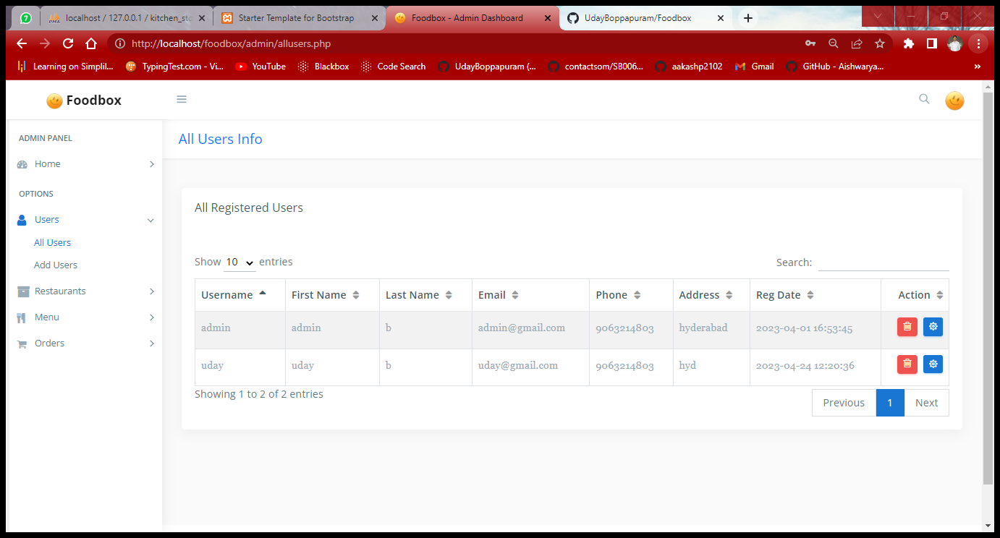 7
PMA localhost / 127.0.0.1 / kitchen_sto
Starter Template for Bootstrap
Foodbox - Admin Dashboard
UdayBoppapuram/Foodbox
http://localhost/foodbox/admin/allusers.php
Learning on Simplil... TypingTest.com - Vi... YouTube Blackbox Code Search UdayBoppapuram (... contactsom/SB006... aakashp2102 Gmail GitHub - Aishwarya... »
Foodbox
ADMIN PANEL
Home
OPTIONS
Users
All Users
Add Users
Restaurants
Menu
Orders
All Users Info
All Registered Users
Show 10 entries Search:
Username First Name Last Name Email Phone Address Reg Date Action
admin admin b admin@gmail.com 9063214803 hyderabad 2023-04-01 16:53:45
uday uday b uday@gmail.com 9063214803 hyd 2023-04-24 12:20:36
Showing 1 to 2 of 2 entries
Previous 1 Next